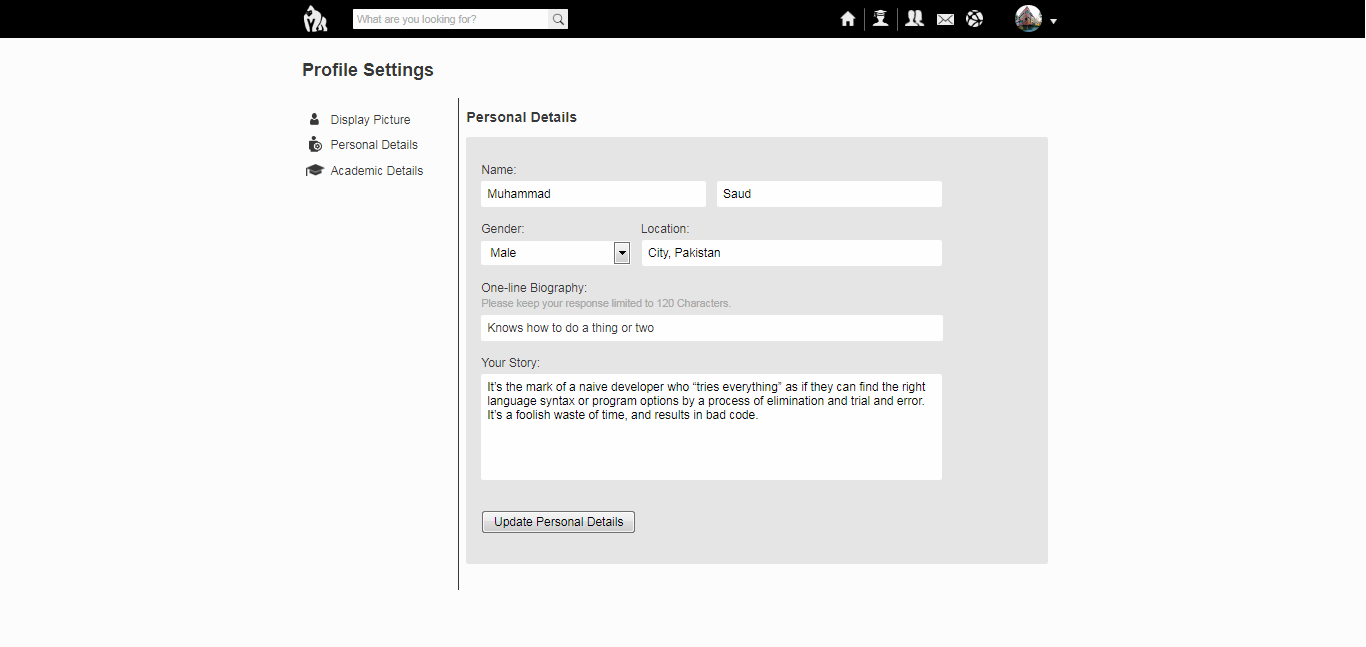 What are you looking for?
Profile Settings
Display Picture
Personal Details
Academic Details
Personal Details
Name:
Muhammad
Saud
Gender:
Location:
Male
City, Pakistan
One-line Biography:
Please keep your response limited to 120 Characters.
Knows how to do a thing or two
Your Story:
It’s the mark of a naive developer who “tries everything” as if they can find the right
language syntax or program options by a process of elimination and trial and error.
It’s a foolish waste of time, and results in bad code.
Update Personal Details